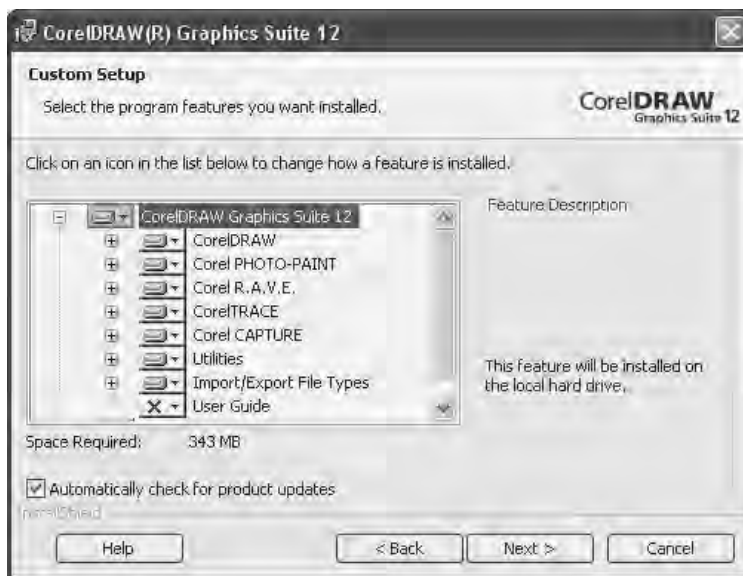 CorelDRAW(R) Graphics Suite 12
Custom Setup
Select the program features you want installed.
CorelDRAW
Graphics Suite 12
Click on an icon in the list below to change how a feature is installed.
CorelDRAW Graphics Suite 12
CorelDRAW
Corel PHOTO-PAINT
Corel R.A.V.E.
CorelTRACE
Corel CAPTURE
Utilities
Import/Export File Types
User Guide
Feature Description
This feature will be installed on
the local hard drive.
Space Required: 343 MB
Automatically check for product updates
InstallShield
Help < Back Next > Cancel